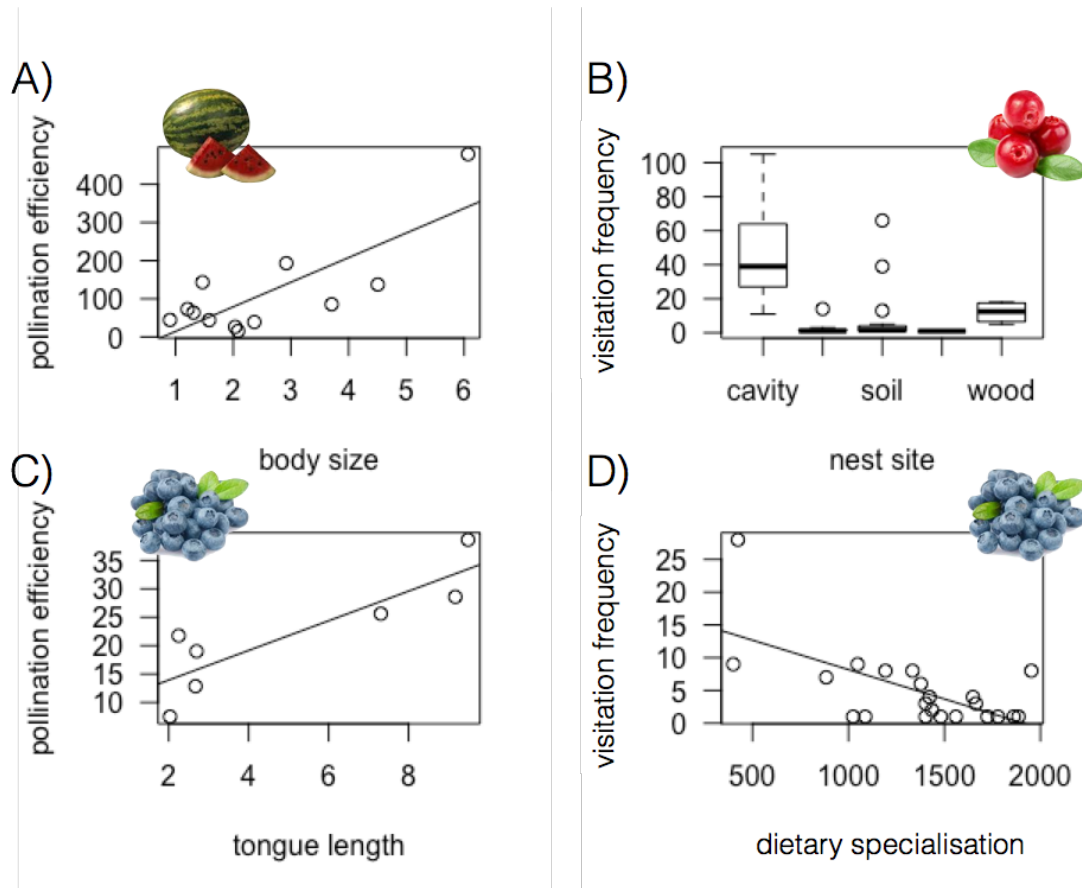 A)
pollination efficiency
400
300
200
100
0
1 2 3 4 5 6
body size
B)
visitation frequency
100
80
60
40
20
0
cavity soil wood
nest site
C)
pollination efficiency
35
30
25
20
15
10
2 4 6 8
tongue length
D)
visitation frequency
25
20
15
10
5
0
500 1000 1500 2000
dietary specialisation